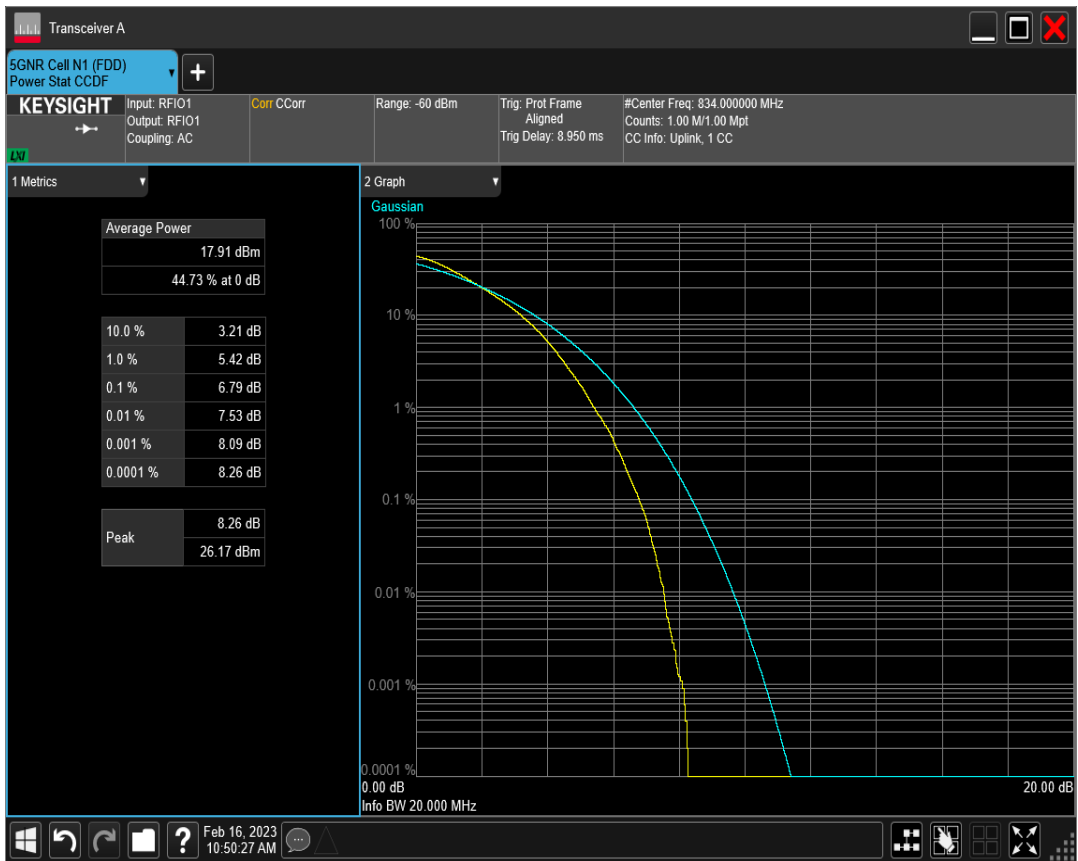 Transceiver A
5GNR Cell N1 (FDD)
Power Stat CCDF
KEYSIGHT
LXI
Input: RFIO1
Output: RFIO1
Coupling: AC
Corr CCorr
Range: -60 dBm
Trig: Prot Frame
Aligned
Trig Delay: 8.950 ms
#Center Freq: 834.000000 MHz
Counts: 1.00 M/1.00 Mpt
CC Info: Uplink, 1 CC
1 Metrics
Average Power
17.91 dBm
44.73 % at 0 dB
10.0 % 3.21 dB
1.0 % 5.42 dB
0.1 % 6.79 dB
0.01 % 7.53 dB
0.001 % 8.09 dB
0.0001 % 8.26 dB
Peak
8.26 dB
26.17 dBm
2 Graph
Gaussian
100 %
10 %
1 %
0.1 %
0.01 %
0.001 %
0.0001 %
0.00 dB 20.00 dB
Info BW 20.000 MHz
?
Feb 16, 2023
10:50:27 AM